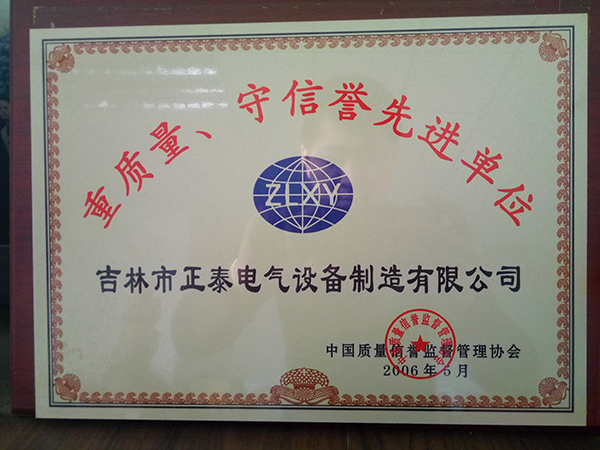 重质量、守信誉先进单位
ZLXY
吉林市正泰电气设备制造有限公司
中国质量信誉监督管理协会
2006年5月